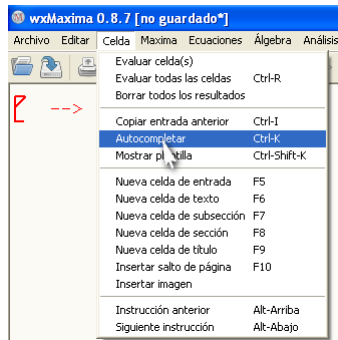 wxMaxima 0.8.7 [no guardado*]
Archivo Editar Celda Maxima Ecuaciones Álgebra Análisis
Evaluar celda(s)
Evaluar todas las celdas Ctrl-R
Borrar todos los resultados
-->
Copiar entrada anterior Ctrl-I
Autocompletar Ctrl-K
Mostrar plantilla Ctrl-Shift-K
Nueva celda de entrada F5
Nueva celda de texto F6
Nueva celda de subsección F7
Nueva celda de sección F8
Nueva celda de título F9
Insertar salto de página F10
Insertar imagen
Instrucción anterior Alt-Arriba
Siguiente instrucción Alt-Abajo